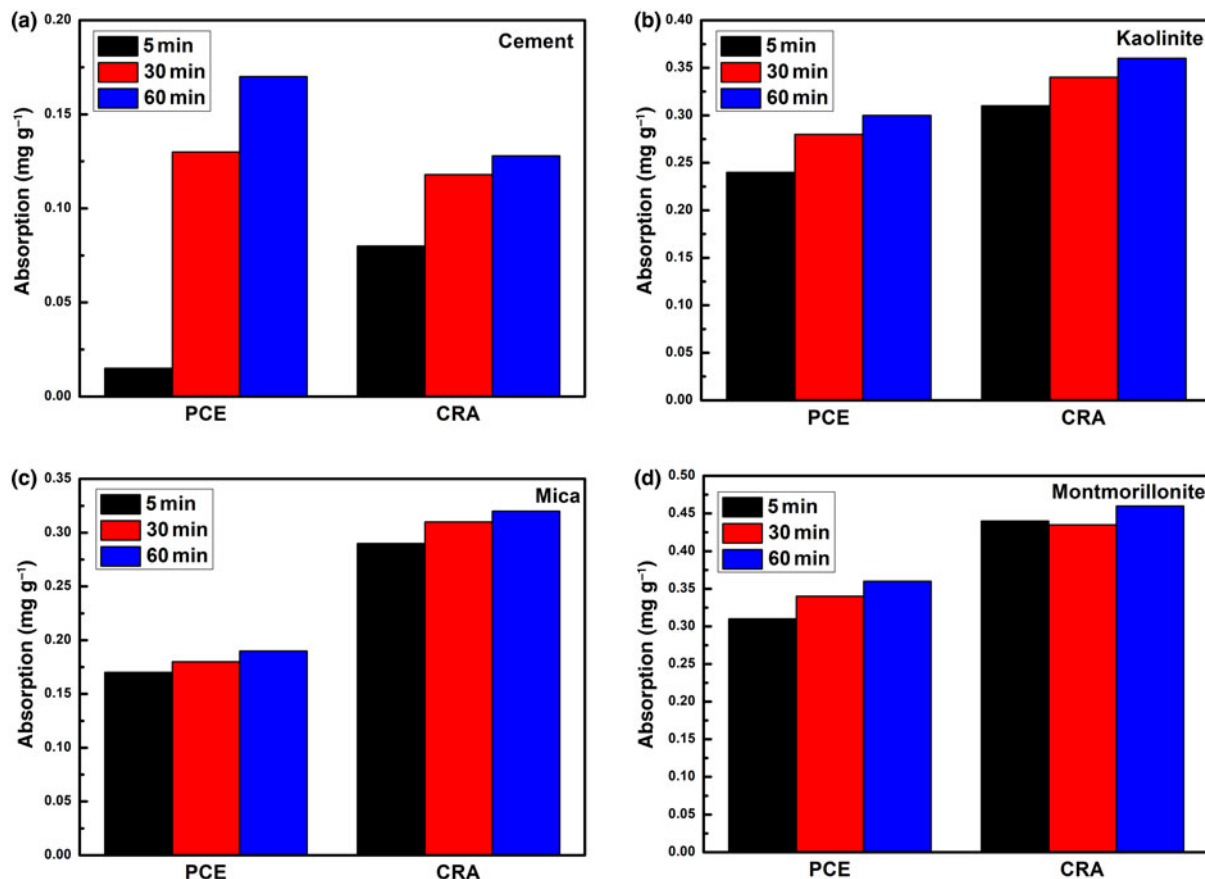 (a)
Cement
5 min
30 min
60 min
Absorption (mg g⁻¹)
0.20
0.15
0.10
0.05
0.00
PCE CRA
(b)
Kaolinite
5 min
30 min
60 min
Absorption (mg g⁻¹)
0.40
0.35
0.30
0.25
0.20
0.15
0.10
0.05
0.00
PCE CRA
(c)
Mica
5 min
30 min
60 min
Absorption (mg g⁻¹)
0.35
0.30
0.25
0.20
0.15
0.10
0.05
0.00
PCE CRA
(d)
Montmorillonite
5 min
30 min
60 min
Absorption (mg g⁻¹)
0.50
0.45
0.40
0.35
0.30
0.25
0.20
0.15
0.10
0.05
0.00
PCE CRA